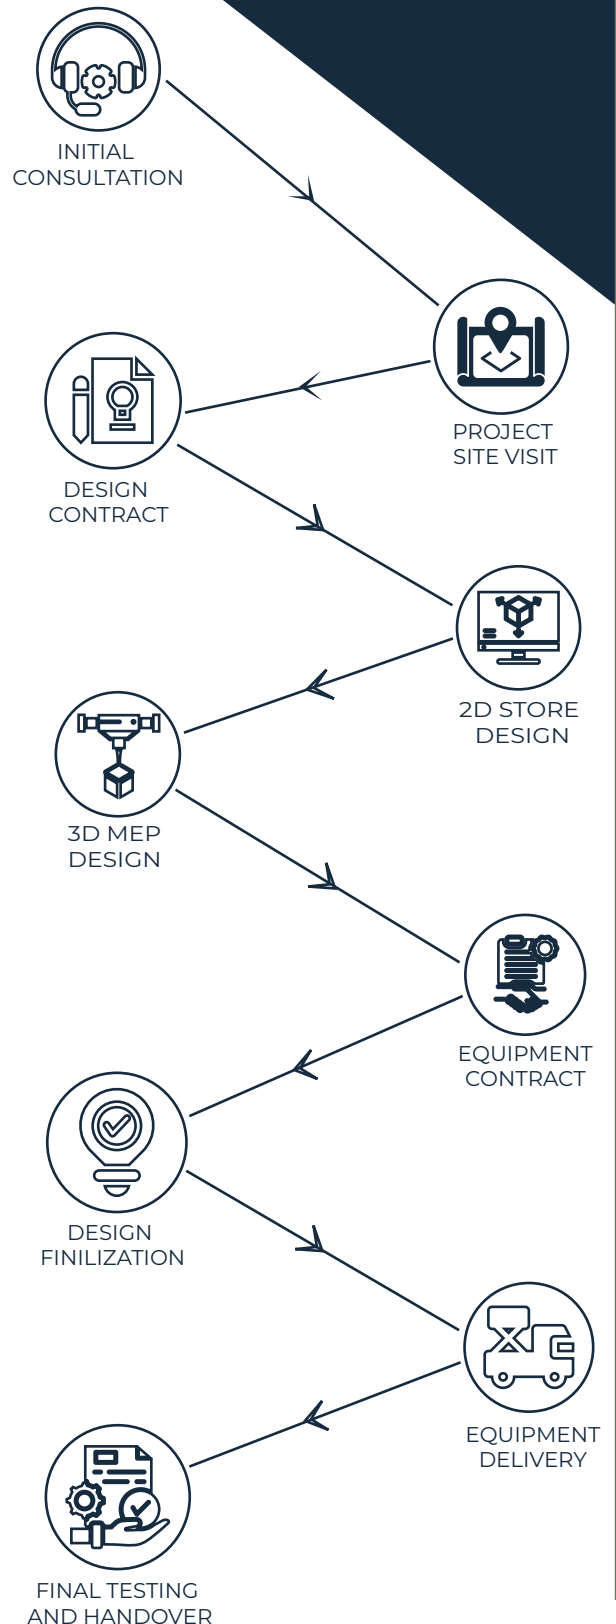 INITIAL
CONSULTATION
PROJECT
SITE VISIT
DESIGN
CONTRACT
2D STORE
DESIGN
3D MEP
DESIGN
EQUIPMENT
CONTRACT
DESIGN
FINILIZATION
EQUIPMENT
DELIVERY
FINAL TESTING
AND HANDOVER